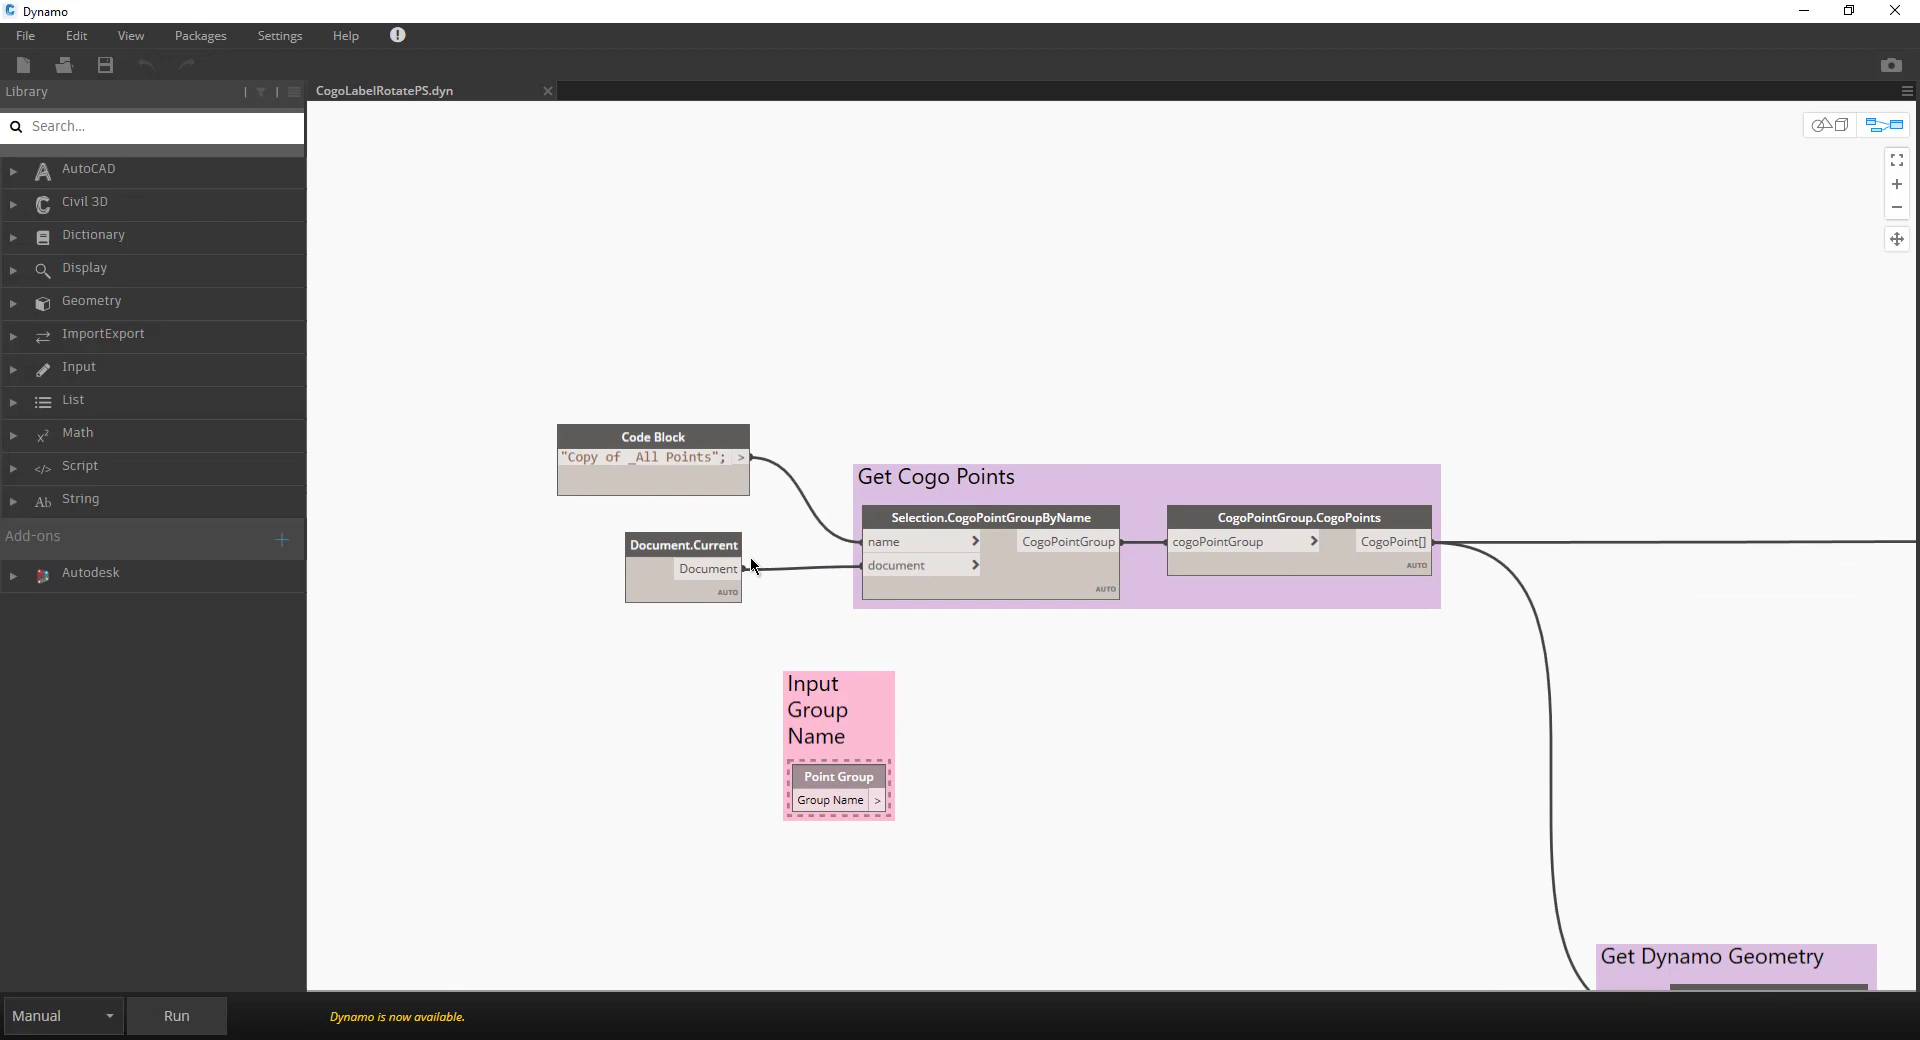 Dynamo
File Edit View Packages Settings Help
Library
CogoLabelRotatePS.dyn
Search...
AutoCAD
Civil 3D
Dictionary
Display
Geometry
ImportExport
Input
List
Math
Script
String
Add-ons
Autodesk
Code Block
"Copy of _All Points"; >
Document.Current
Document
AUTO
Get Cogo Points
Selection.CogoPointGroupByName
name > CogoPointGroup
document >
AUTO
CogoPointGroup.CogoPoints
cogoPointGroup > CogoPoint[]
AUTO
Input
Group
Name
Point Group
Group Name >
Get Dynamo Geometry
Manual Run
Dynamo is now available.